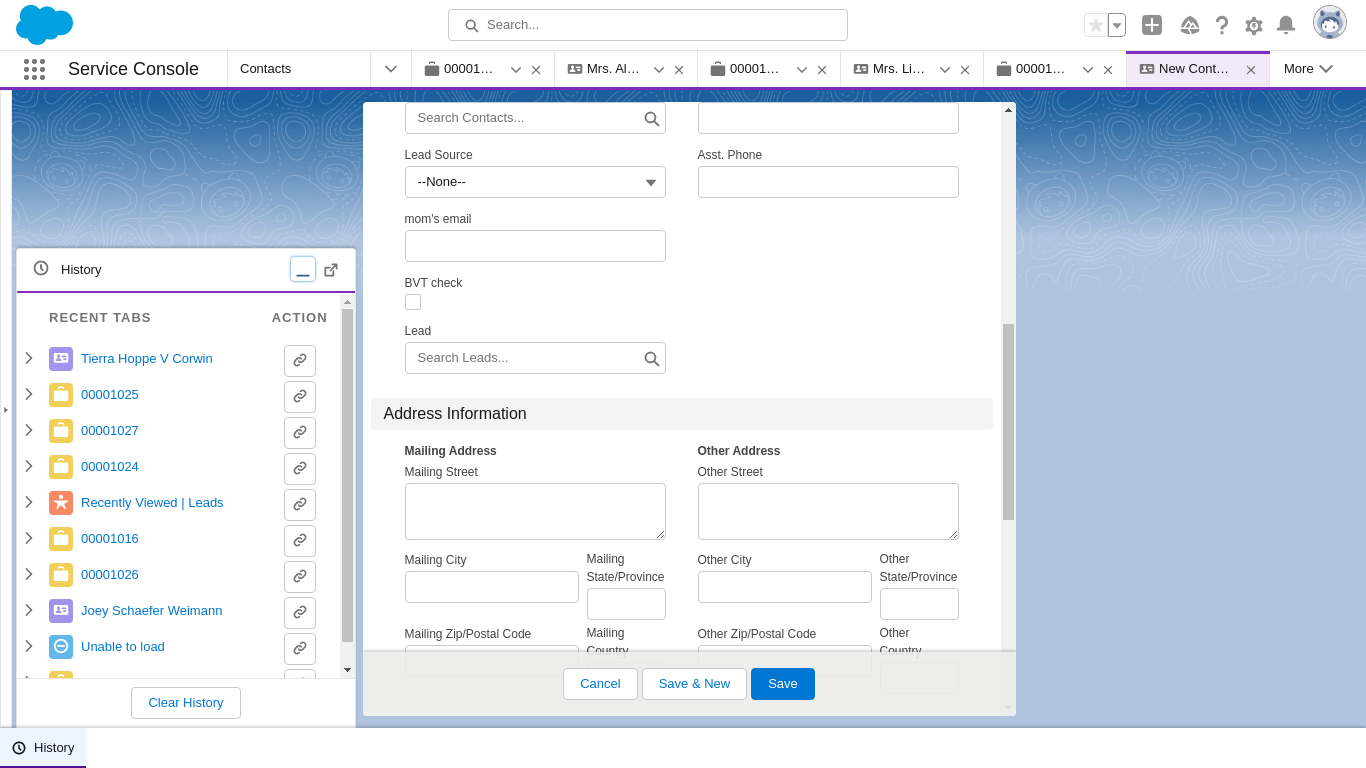 Search...
Service Console
Contacts
00001…
Mrs. Al…
00001…
Mrs. Li…
00001…
New Cont…
More
Search Contacts...
Lead Source
Asst. Phone
--None--
mom's email
BVT check
Lead
Search Leads...
Address Information
Mailing Address
Other Address
Mailing Street
Other Street
Mailing City
Mailing State/Province
Other City
Other State/Province
Mailing Zip/Postal Code
Mailing Country
Other Zip/Postal Code
Other Country
Cancel
Save & New
Save
History
RECENT TABS
ACTION
Tierra Hoppe V Corwin
00001025
00001027
00001024
Recently Viewed | Leads
00001016
00001026
Joey Schaefer Weimann
Unable to load
Clear History
History